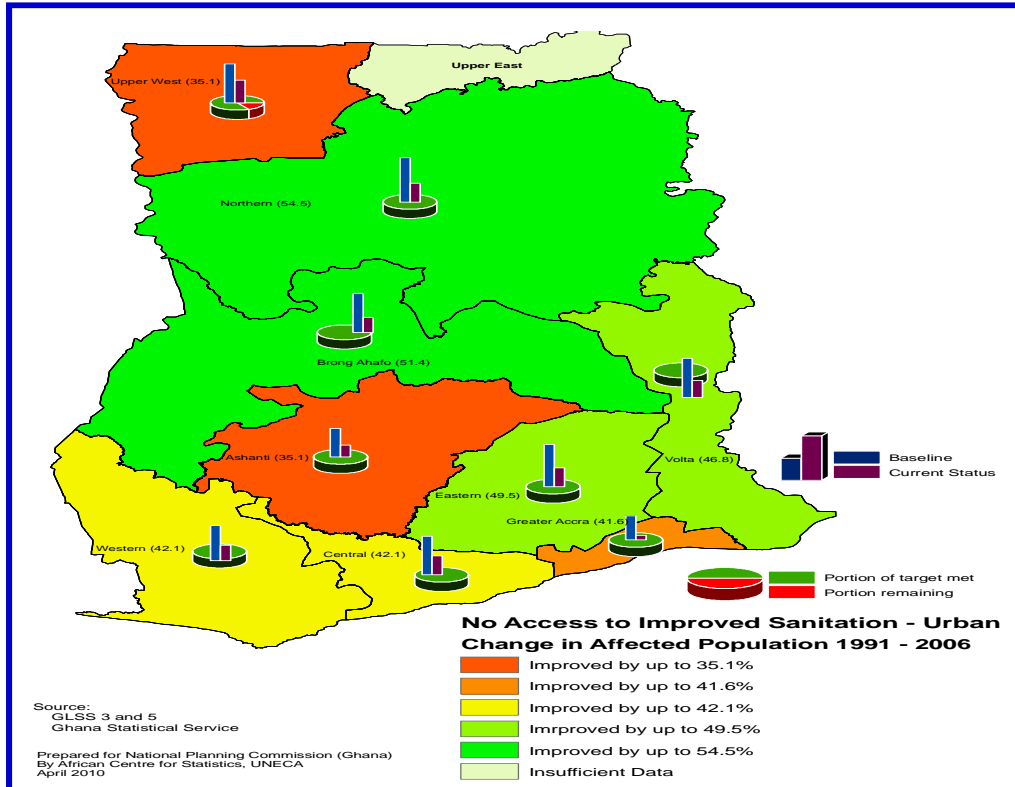 Upper East
Upper West (35.1)
Northern (54.5)
Brong Ahafo (51.4)
Ashanti (35.1)
Volta (46.8)
Eastern (49.5)
Greater Accra (41.6)
Western (42.1)
Central (42.1)
Baseline
Current Status
Portion of target met
Portion remaining
No Access to Improved Sanitation - Urban
Change in Affected Population 1991 - 2006
Improved by up to 35.1%
Improved by up to 41.6%
Improved by up to 42.1%
Imrproved by up to 49.5%
Improved by up to 54.5%
Insufficient Data
Source:
GLSS 3 and 5
Ghana Statistical Service
Prepared for National Planning Commission (Ghana)
By African Centre for Statistics, UNECA
April 2010